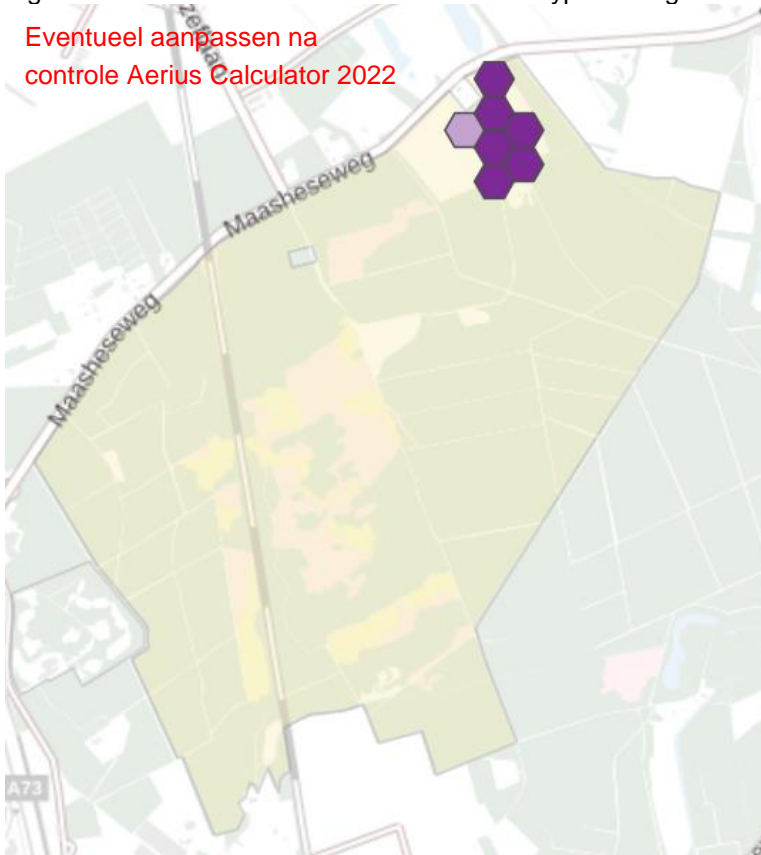 Eventueel aanpassen na
controle Aerius Calculator 2022
Maasheseweg
Maasheseweg
A73